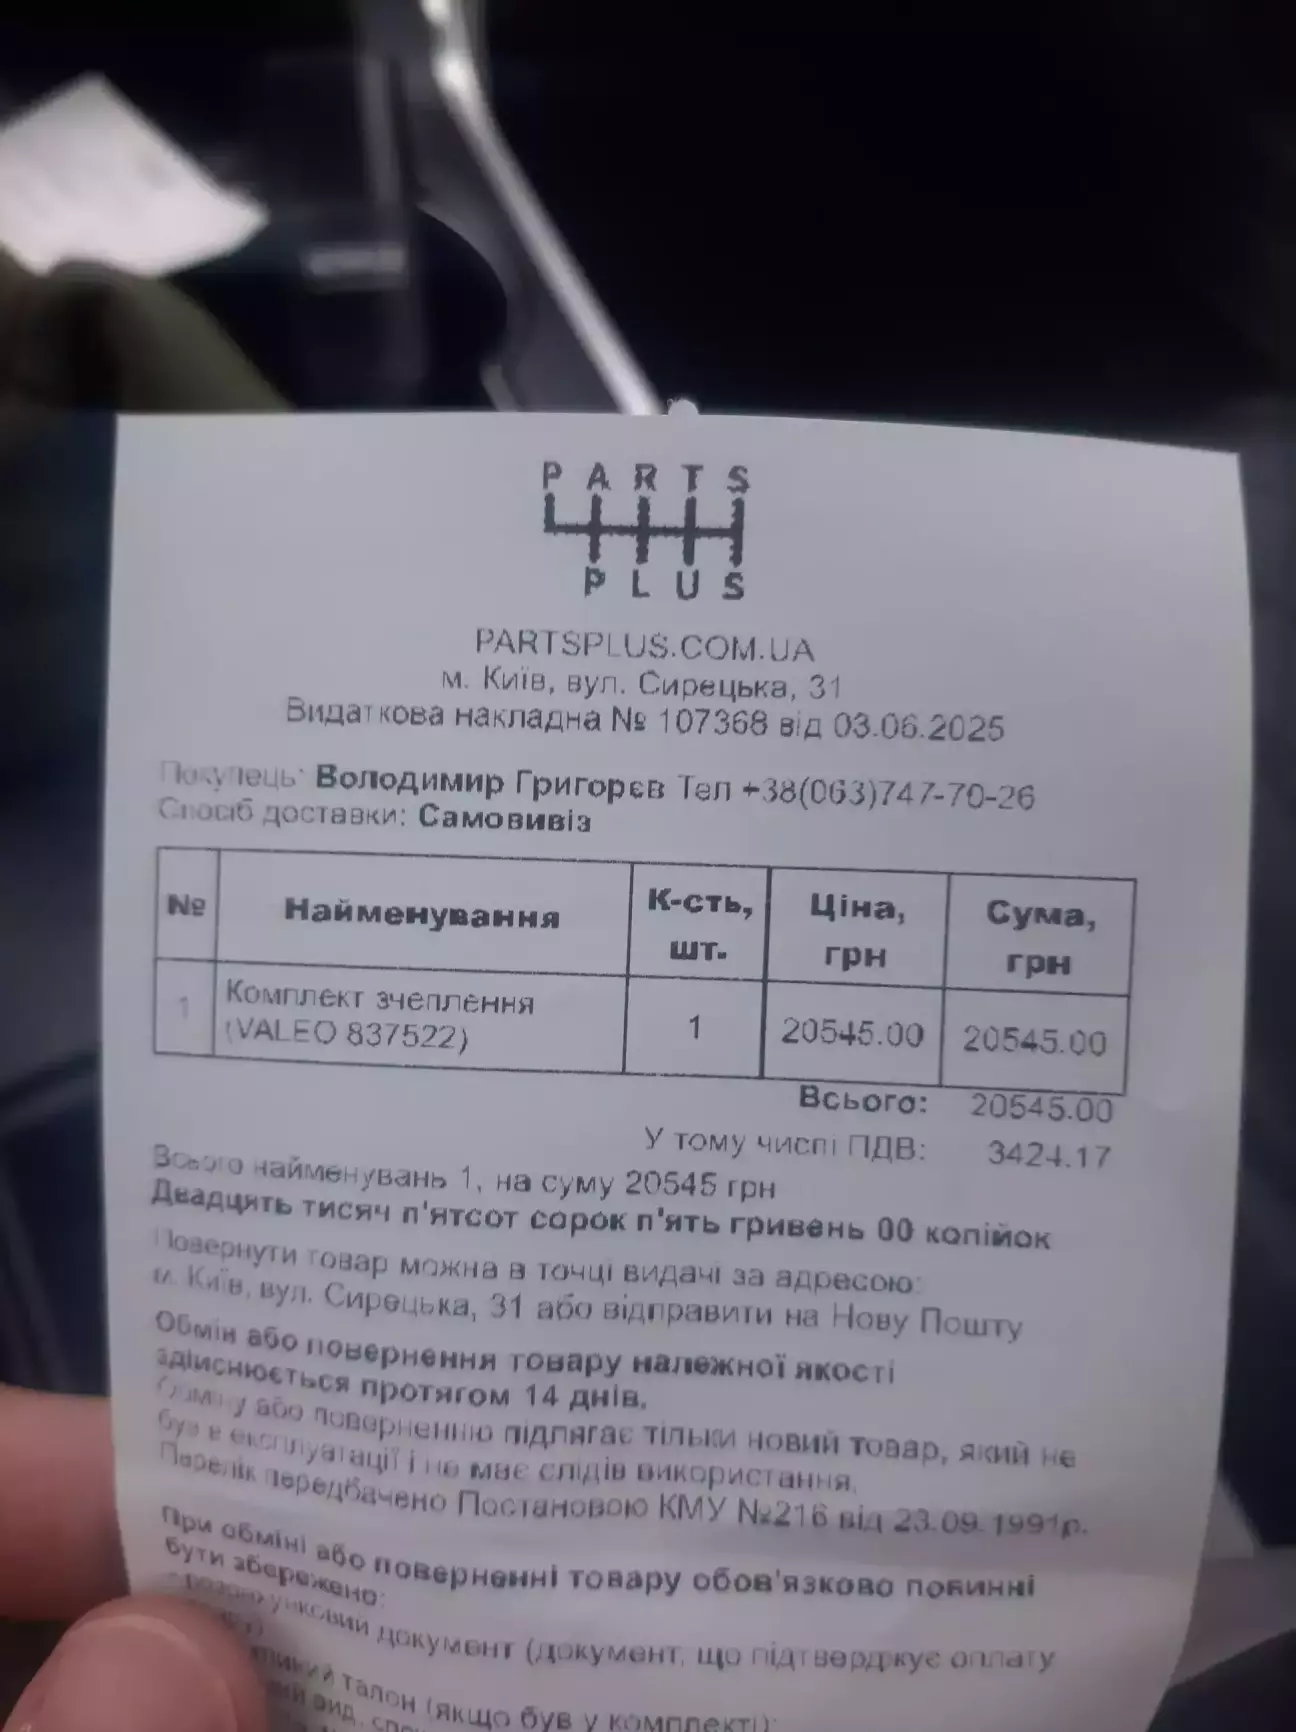 PARTS
PLUS
PARTSPLUS.COM.UA
м. Київ, вул. Сирецька, 31
Видаткова накладна № 107368 від 03.06.2025
Покупець: Володимир Григорєв Тел +38(063)747-70-26
Спосіб доставки: Самовивіз
№ Найменування К-сть, шт. Ціна, грн Сума, грн
1 Комплект зчеплення (VALEO 837522) 1 20545.00 20545.00
Всього: 20545.00
У тому числі ПДВ: 3424.17
Всього найменувань 1, на суму 20545 грн
Двадцять тисяч п'ятсот сорок п'ять гривень 00 копійок
Повернути товар можна в точці видачі за адресою:
м. Київ, вул. Сирецька, 31 або відправити на Нову Пошту
Обмін або повернення товару належної якості
здійснюється протягом 14 днів.
Обміну або поверненню підлягає тільки новий товар, який не
був в експлуатації і не має слідів використання.
Перелік передбачено Постановою КМУ №216 від 23.09.1991р.
При обміні або поверненні товару обов'язково повинні
бути збережено:
- розрахунковий документ (документ, що підтверджує оплату
талон (якщо був у комплекті);